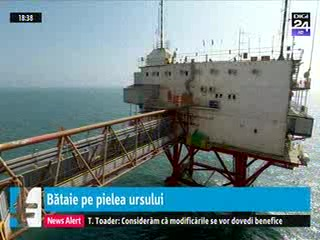 18:38
DIGI
24
HD
Bătaie pe pielea ursului
News Alert T. Toader: Considerăm că modificările se vor dovedi benefice